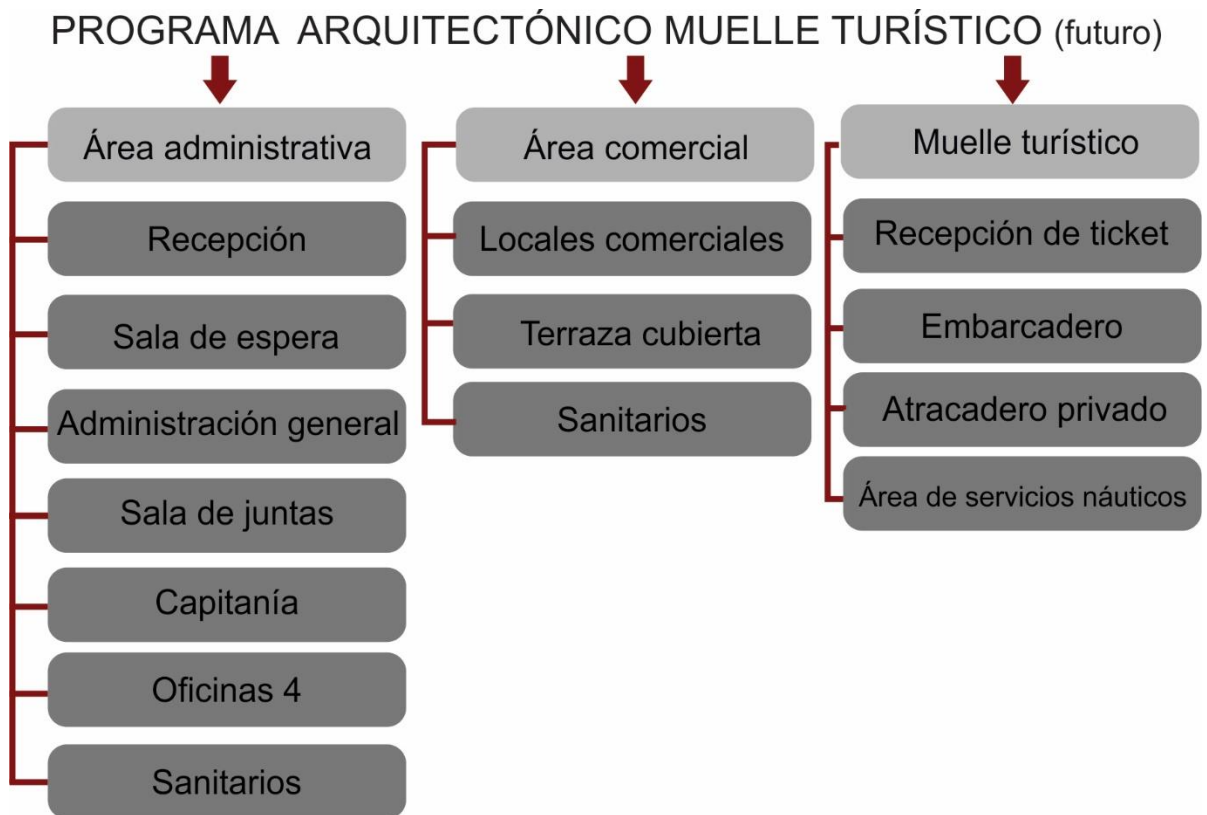 PROGRAMA ARQUITECTÓNICO MUELLE TURÍSTICO (futuro)
Área administrativa
Recepción
Sala de espera
Administración general
Sala de juntas
Capitanía
Oficinas 4
Sanitarios
Área comercial
Locales comerciales
Terraza cubierta
Sanitarios
Muelle turístico
Recepción de ticket
Embarcadero
Atracadero privado
Área de servicios náuticos